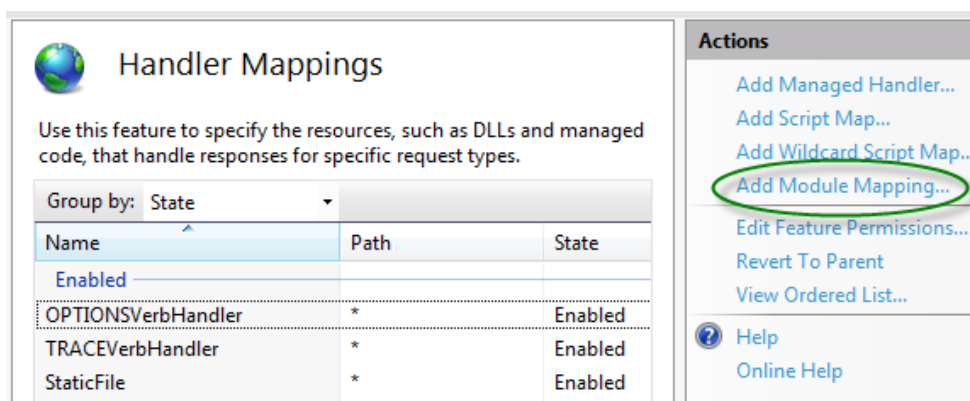 Handler Mappings
Use this feature to specify the resources, such as DLLs and managed
code, that handle responses for specific request types.
Group by: State
Name Path State
Enabled
OPTIONSVerbHandler * Enabled
TRACEVerbHandler * Enabled
StaticFile * Enabled
Actions
Add Managed Handler...
Add Script Map...
Add Wildcard Script Map..
Add Module Mapping...
Edit Feature Permissions...
Revert To Parent
View Ordered List...
Help
Online Help